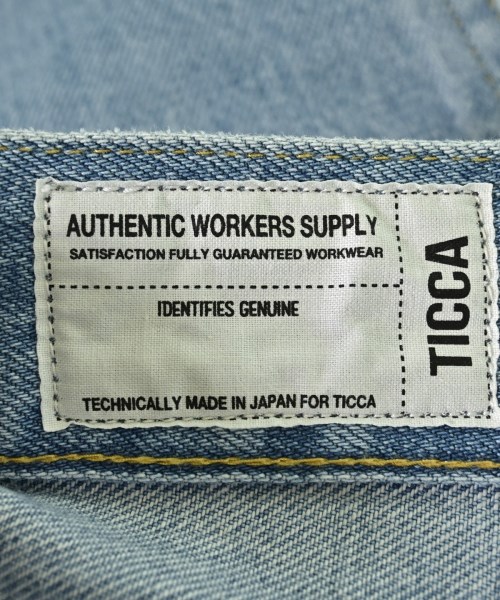 AUTHENTIC WORKERS SUPPLY
SATISFACTION FULLY GUARANTEED WORKWEAR
IDENTIFIES GENUINE
TECHNICALLY MADE IN JAPAN FOR TICCA
TICCA